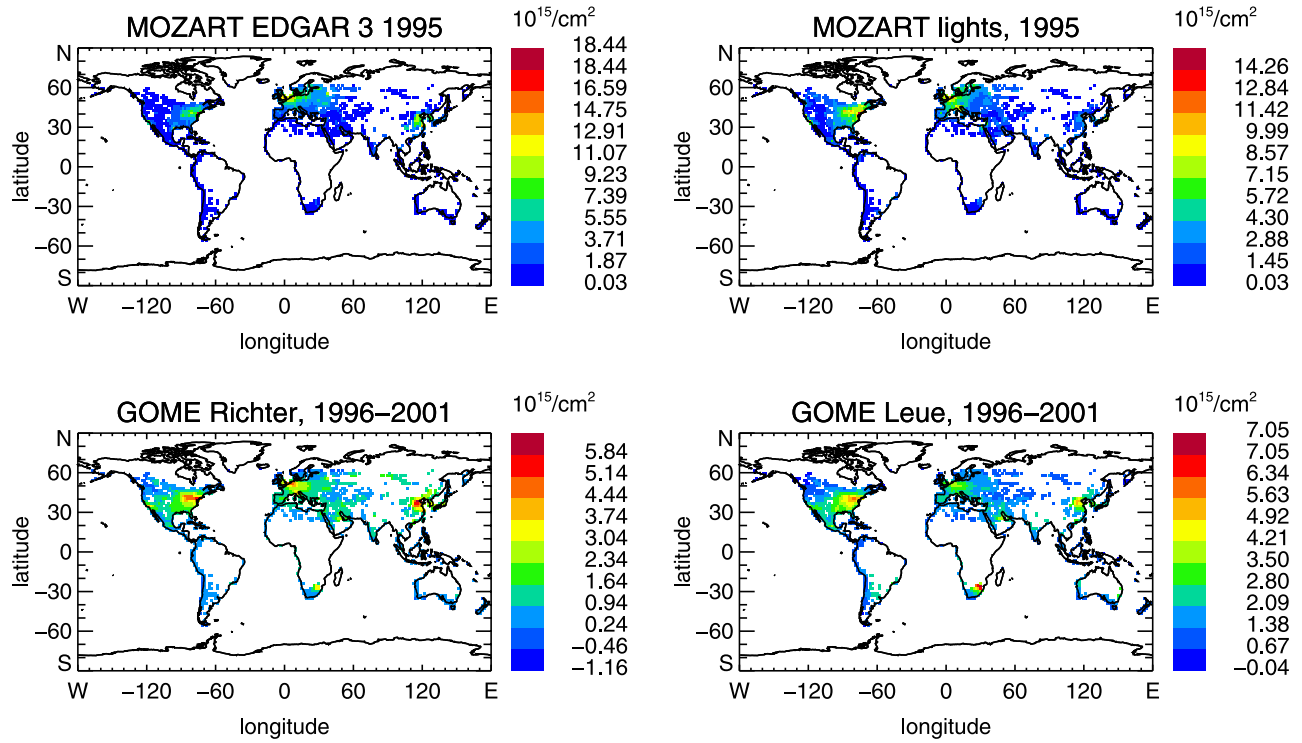 MOZART EDGAR 3 1995
10^15/cm^2
N
60
30
0
−30
−60
S
latitude
W −120 −60 0 60 120 E
longitude
18.44
18.44
16.59
14.75
12.91
11.07
9.23
7.39
5.55
3.71
1.87
0.03
MOZART lights, 1995
10^15/cm^2
N
60
30
0
−30
−60
S
latitude
W −120 −60 0 60 120 E
longitude
14.26
12.84
11.42
9.99
8.57
7.15
5.72
4.30
2.88
1.45
0.03
GOME Richter, 1996−2001
10^15/cm^2
N
60
30
0
−30
−60
S
latitude
W −120 −60 0 60 120 E
longitude
5.84
5.14
4.44
3.74
3.04
2.34
1.64
0.94
0.24
−0.46
−1.16
GOME Leue, 1996−2001
10^15/cm^2
N
60
30
0
−30
−60
S
latitude
W −120 −60 0 60 120 E
longitude
7.05
7.05
6.34
5.63
4.92
4.21
3.50
2.80
2.09
1.38
0.67
−0.04